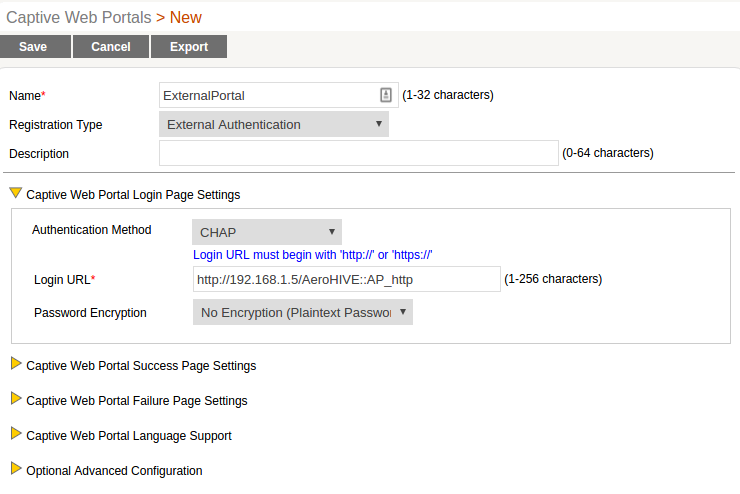 Captive Web Portals > New
Save Cancel Export
Name* ExternalPortal (1-32 characters)
Registration Type External Authentication
Description (0-64 characters)
Captive Web Portal Login Page Settings
Authentication Method CHAP
Login URL must begin with 'http://' or 'https://'
Login URL* http://192.168.1.5/AeroHIVE::AP_http (1-256 characters)
Password Encryption No Encryption (Plaintext Passwor
Captive Web Portal Success Page Settings
Captive Web Portal Failure Page Settings
Captive Web Portal Language Support
Optional Advanced Configuration